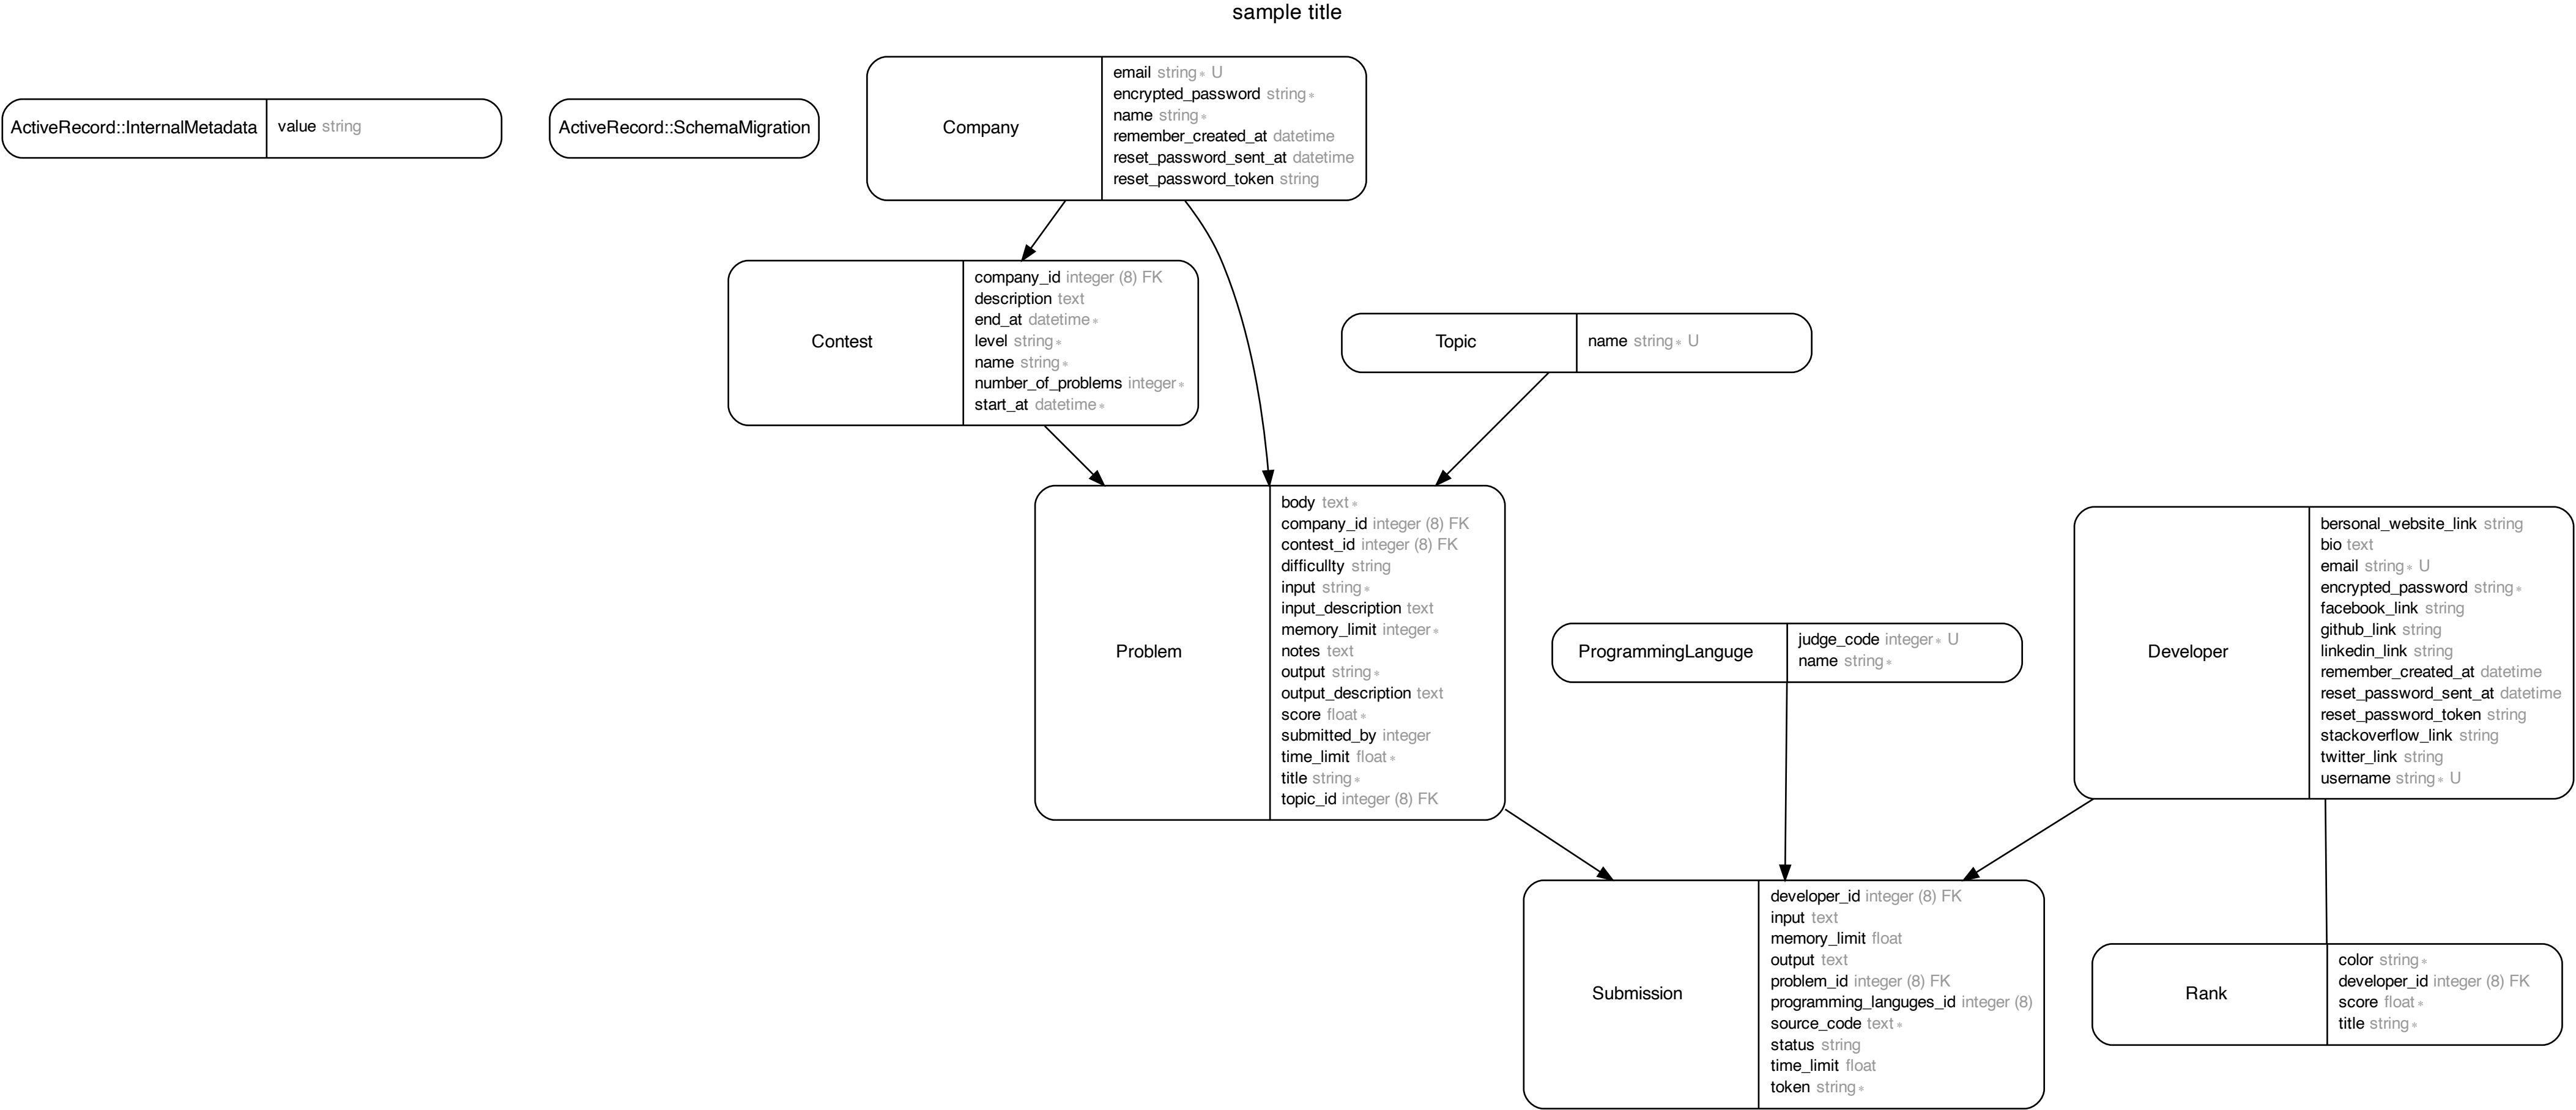 sample title
ActiveRecord::InternalMetadata
value string
ActiveRecord::SchemaMigration
Company
email string∗ U
encrypted_password string∗
name string∗
remember_created_at datetime
reset_password_sent_at datetime
reset_password_token string
Contest
company_id integer (8) FK
description text
end_at datetime∗
level string∗
name string∗
number_of_problems integer∗
start_at datetime∗
Topic
name string∗ U
Problem
body text∗
company_id integer (8) FK
contest_id integer (8) FK
difficullty string
input string∗
input_description text
memory_limit integer∗
notes text
output string∗
output_description text
score float∗
submitted_by integer
time_limit float∗
title string∗
topic_id integer (8) FK
ProgrammingLanguge
judge_code integer∗ U
name string∗
Developer
bersonal_website_link string
bio text
email string∗ U
encrypted_password string∗
facebook_link string
github_link string
linkedin_link string
remember_created_at datetime
reset_password_sent_at datetime
reset_password_token string
stackoverflow_link string
twitter_link string
username string∗ U
Submission
developer_id integer (8) FK
input text
memory_limit float
output text
problem_id integer (8) FK
programming_languges_id integer (8)
source_code text∗
status string
time_limit float
token string∗
Rank
color string∗
developer_id integer (8) FK
score float∗
title string∗